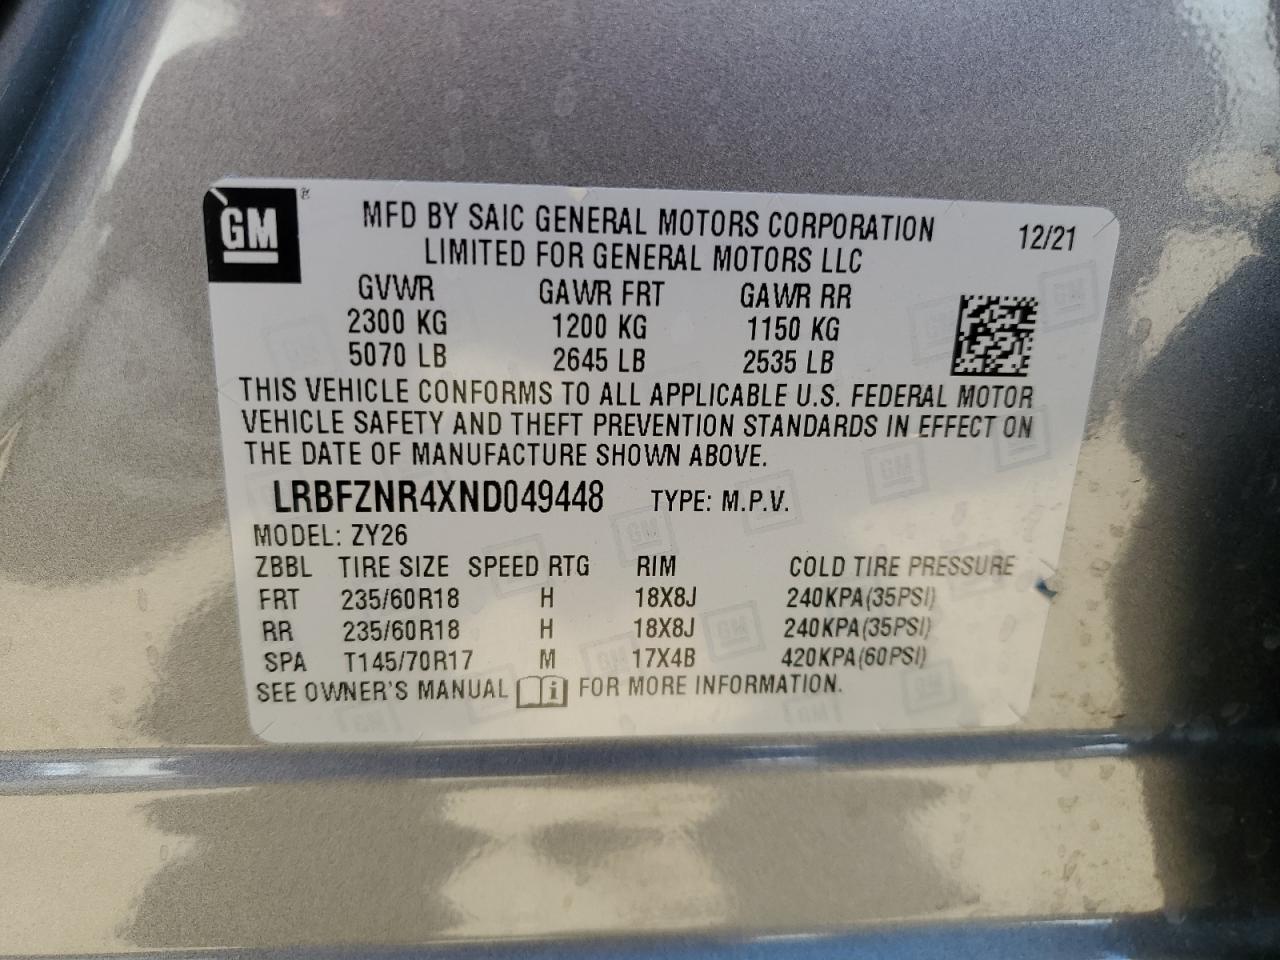 GM
MFD BY SAIC GENERAL MOTORS CORPORATION
LIMITED FOR GENERAL MOTORS LLC
12/21
GVWR GAWR FRT GAWR RR
2300 KG 1200 KG 1150 KG
5070 LB 2645 LB 2535 LB
THIS VEHICLE CONFORMS TO ALL APPLICABLE U.S. FEDERAL MOTOR
VEHICLE SAFETY AND THEFT PREVENTION STANDARDS IN EFFECT ON
THE DATE OF MANUFACTURE SHOWN ABOVE.
LRBFZNR4XND049448 TYPE: M.P.V.
MODEL: ZY26
ZBBL TIRE SIZE SPEED RTG RIM COLD TIRE PRESSURE
FRT 235/60R18 H 18X8J 240KPA(35PSI)
RR 235/60R18 H 18X8J 240KPA(35PSI)
SPA T145/70R17 M 17X4B 420KPA(60PSI)
SEE OWNER'S MANUAL FOR MORE INFORMATION.